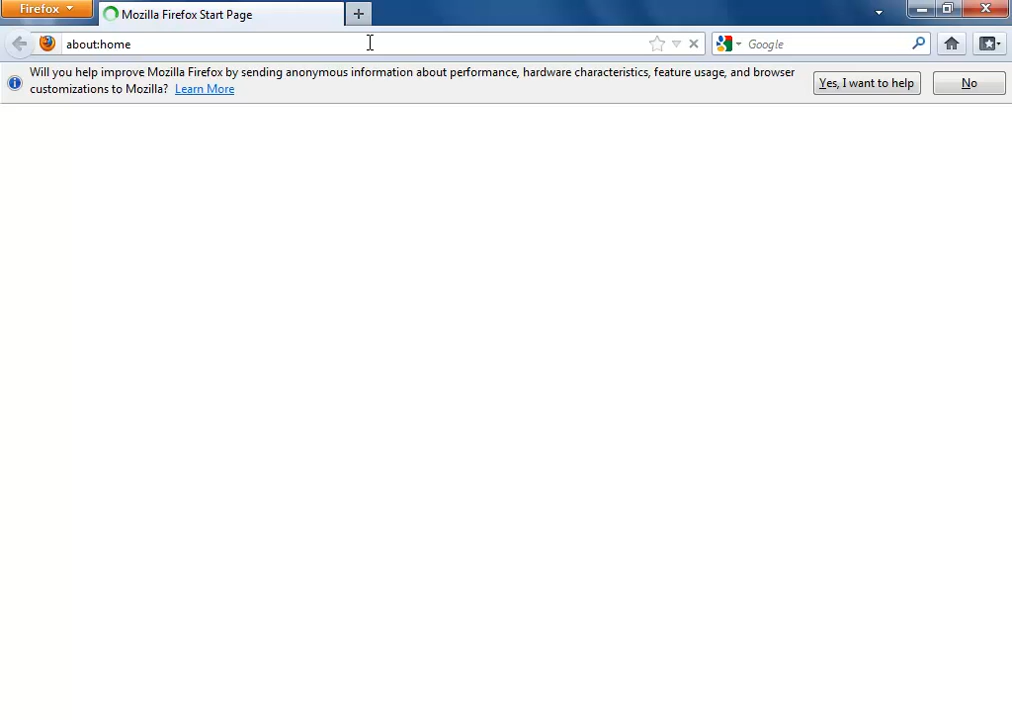 Firefox
Mozilla Firefox Start Page
about:home
Google
Will you help improve Mozilla Firefox by sending anonymous information about performance, hardware characteristics, feature usage, and browser
customizations to Mozilla? Learn More
Yes, I want to help
No